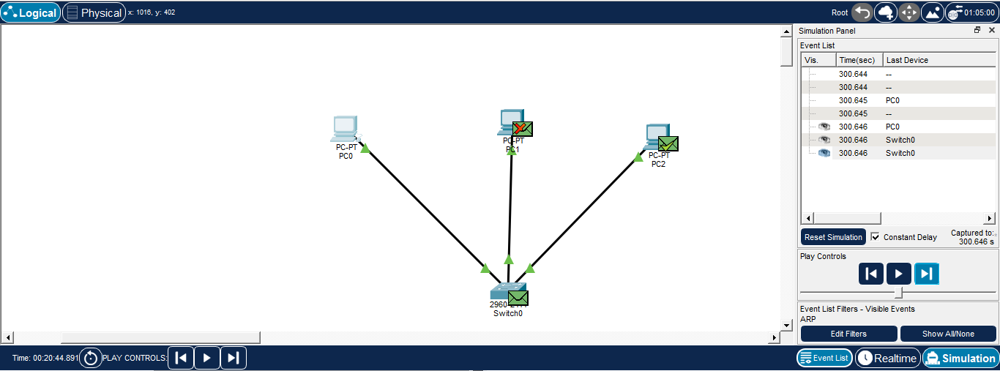 Logical Physical x: 1016, y: 402 Root 01:05:00
Simulation Panel
Event List
Vis. Time(sec) Last Device
300.644 --
300.644 --
300.645 PC0
300.645 --
300.646 PC0
300.646 Switch0
300.646 Switch0
PC-PT
PC0
PC-PT
PC1
PC-PT
PC2
Switch0
Reset Simulation Constant Delay Captured to:
300.646 s
Play Controls
Event List Filters - Visible Events
ARP
Edit Filters Show All/None
Time: 00:20:44.891 PLAY CONTROLS: Event List Realtime Simulation